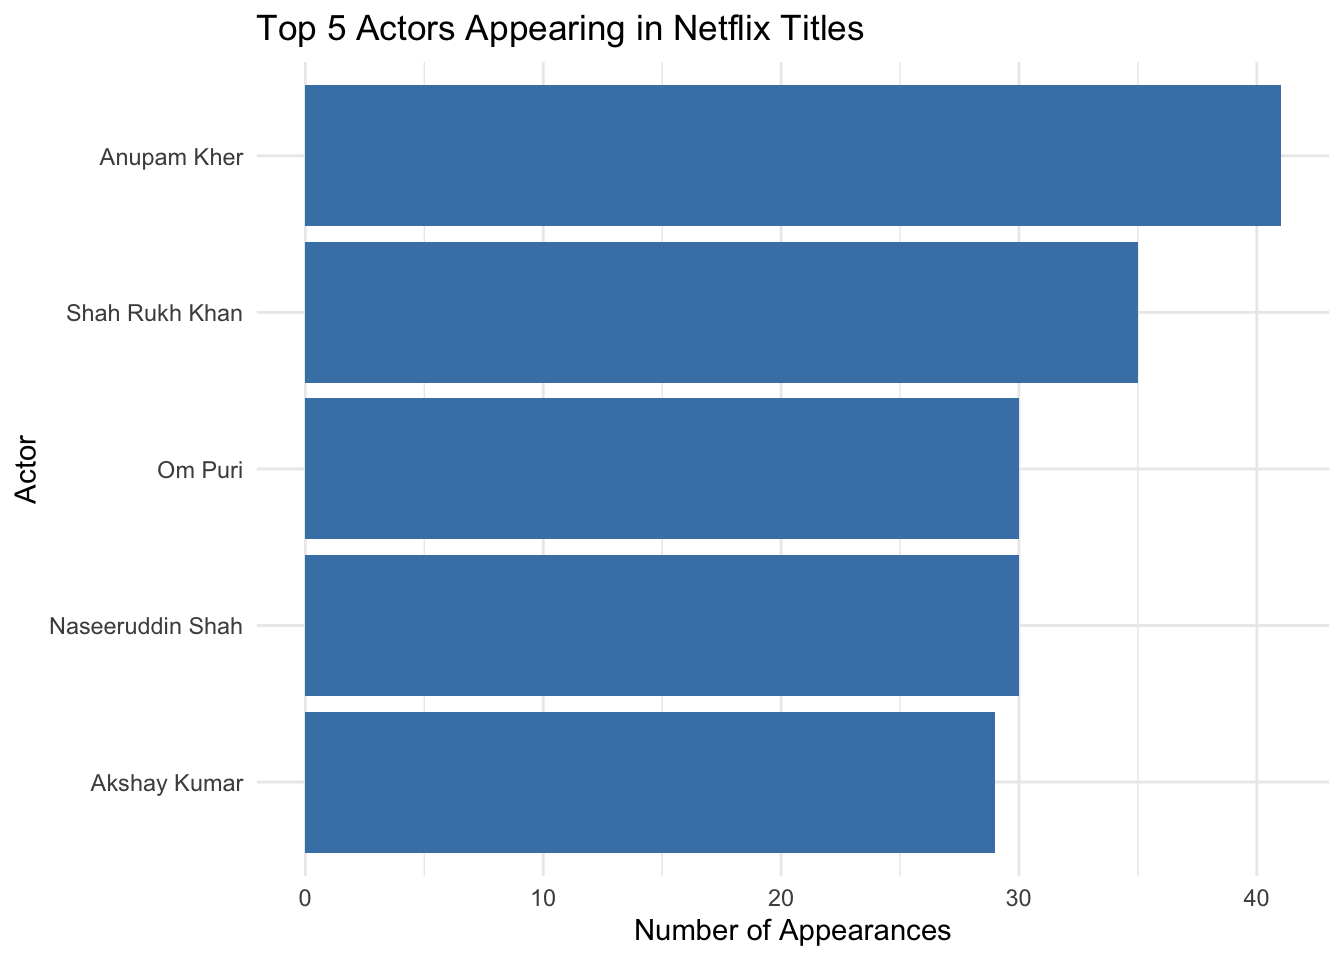 Top 5 Actors Appearing in Netflix Titles
Anupam Kher
Shah Rukh Khan
Om Puri
Naseeruddin Shah
Akshay Kumar
Actor
0 10 20 30 40
Number of Appearances